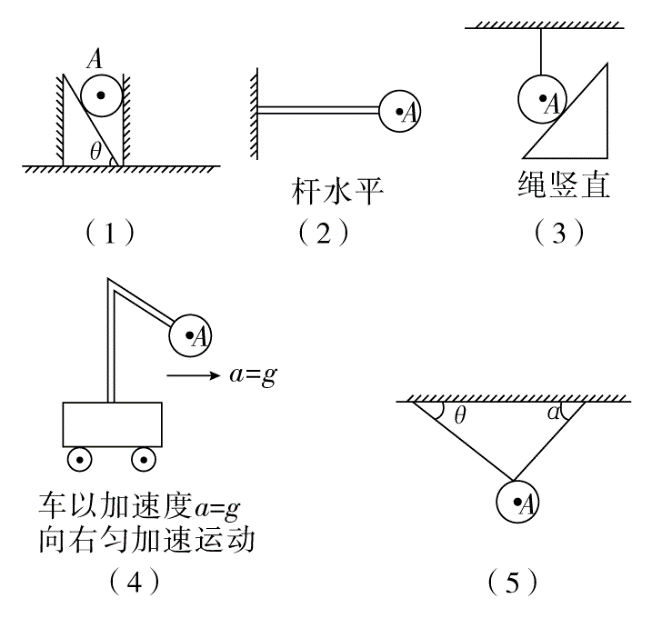 A
θ
（1）
A
杆水平
（2）
A
绳竖直
（3）
A
a=g
车以加速度a=g
向右匀加速运动
（4）
θ
α
A
（5）